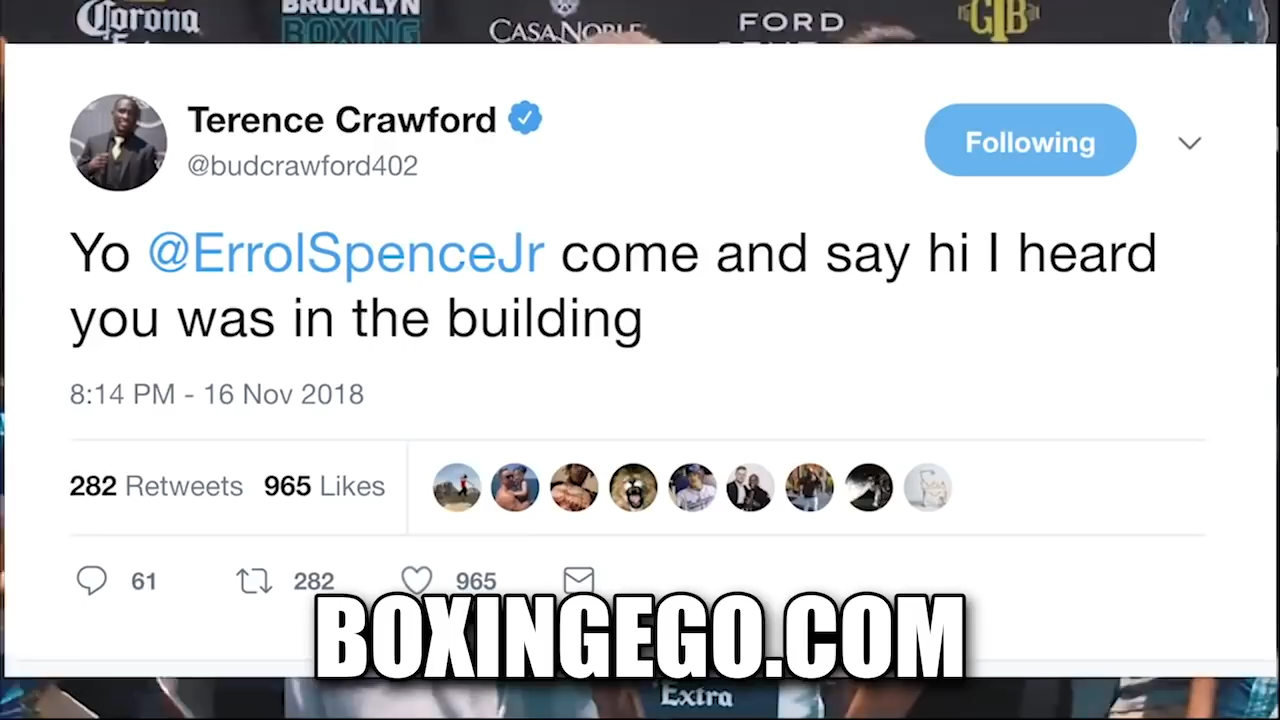 Corona
BROOKLYN
BOXING
CASA NOBLE
FORD
GTB
Terence Crawford
@budcrawford402
Following
Yo @ErrolSpenceJr come and say hi I heard
you was in the building
8:14 PM - 16 Nov 2018
282 Retweets 965 Likes
61 282 965
BOXINGEGO.COM
Extra